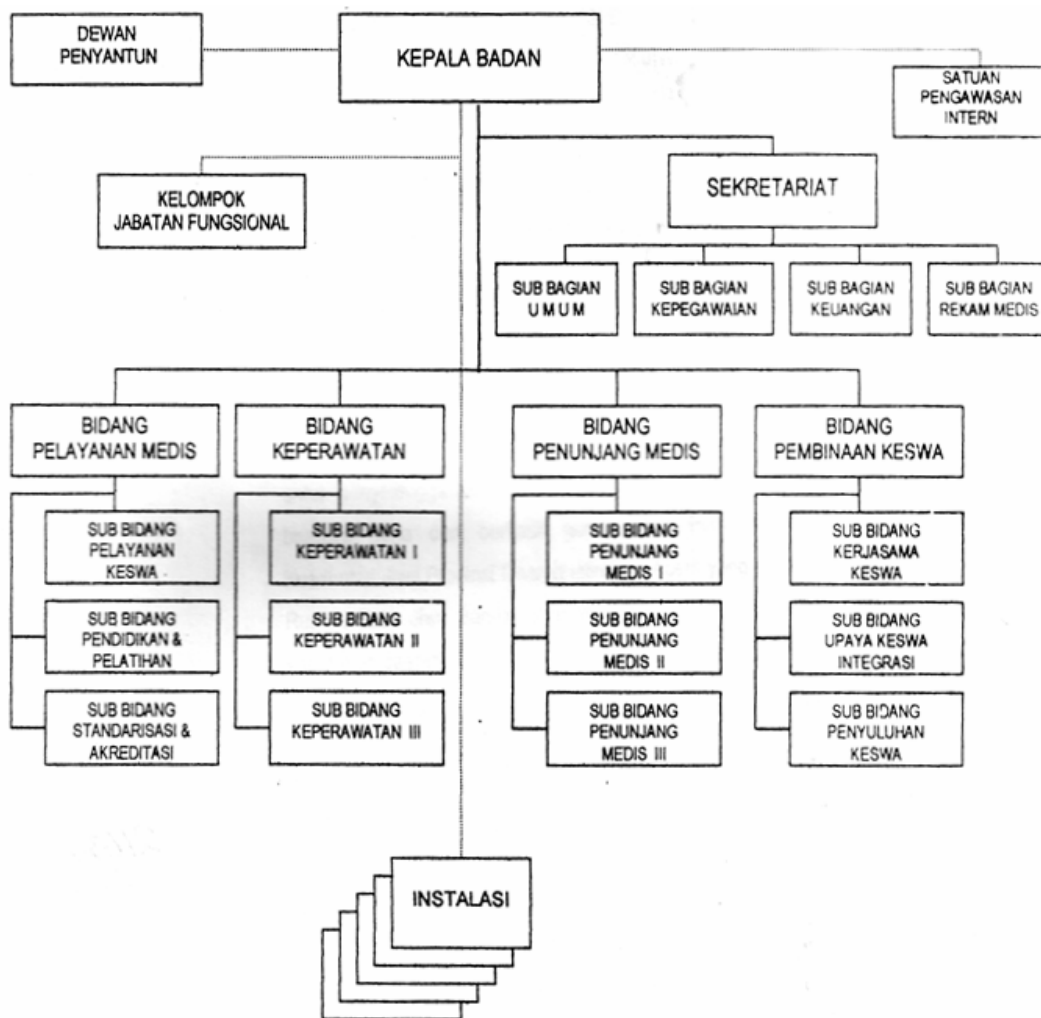 DEWAN
PENYANTUN
KEPALA BADAN
SATUAN
PENGAWASAN
INTERN
KELOMPOK
JABATAN FUNGSIONAL
SEKRETARIAT
SUB BAGIAN
U M U M
SUB BAGIAN
KEPEGAWAIAN
SUB BAGIAN
KEUANGAN
SUB BAGIAN
REKAM MEDIS
BIDANG
PELAYANAN MEDIS
BIDANG
KEPERAWATAN
BIDANG
PENUNJANG MEDIS
BIDANG
PEMBINAAN KESWA
SUB BIDANG
PELAYANAN
KESWA
SUB BIDANG
KEPERAWATAN I
SUB BIDANG
PENUNJANG
MEDIS I
SUB BIDANG
KERJASAMA
KESWA
SUB BIDANG
PENDIDIKAN &
PELATIHAN
SUB BIDANG
KEPERAWATAN II
SUB BIDANG
PENUNJANG
MEDIS II
SUB BIDANG
UPAYA KESWA
INTEGRASI
SUB BIDANG
STANDARISASI &
AKREDITASI
SUB BIDANG
KEPERAWATAN III
SUB BIDANG
PENUNJANG
MEDIS III
SUB BIDANG
PENYULUHAN
KESWA
INSTALASI